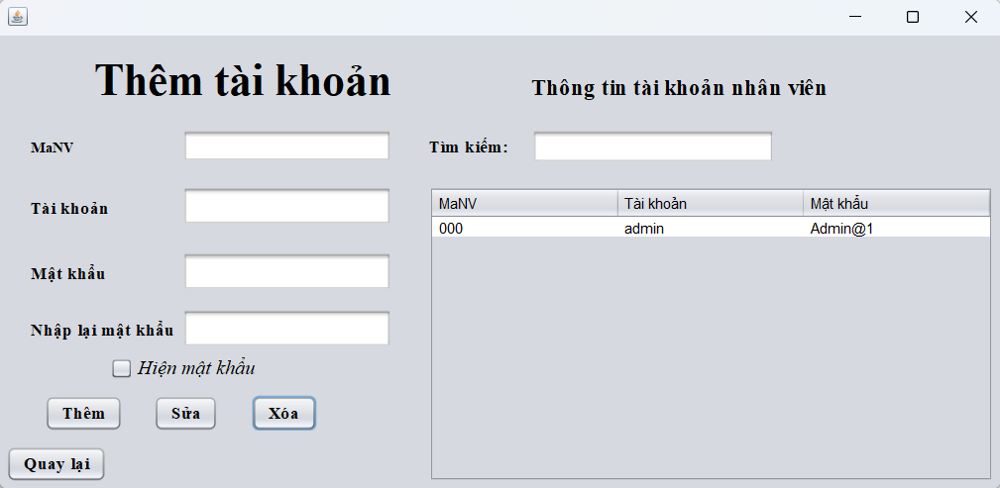 Thêm tài khoản
Thông tin tài khoản nhân viên
MaNV
Tìm kiếm:
Tài khoản
Mật khẩu
Nhập lại mật khẩu
Hiện mật khẩu
Thêm Sửa Xóa
Quay lại
MaNV Tài khoản Mật khẩu
000 admin Admin@1